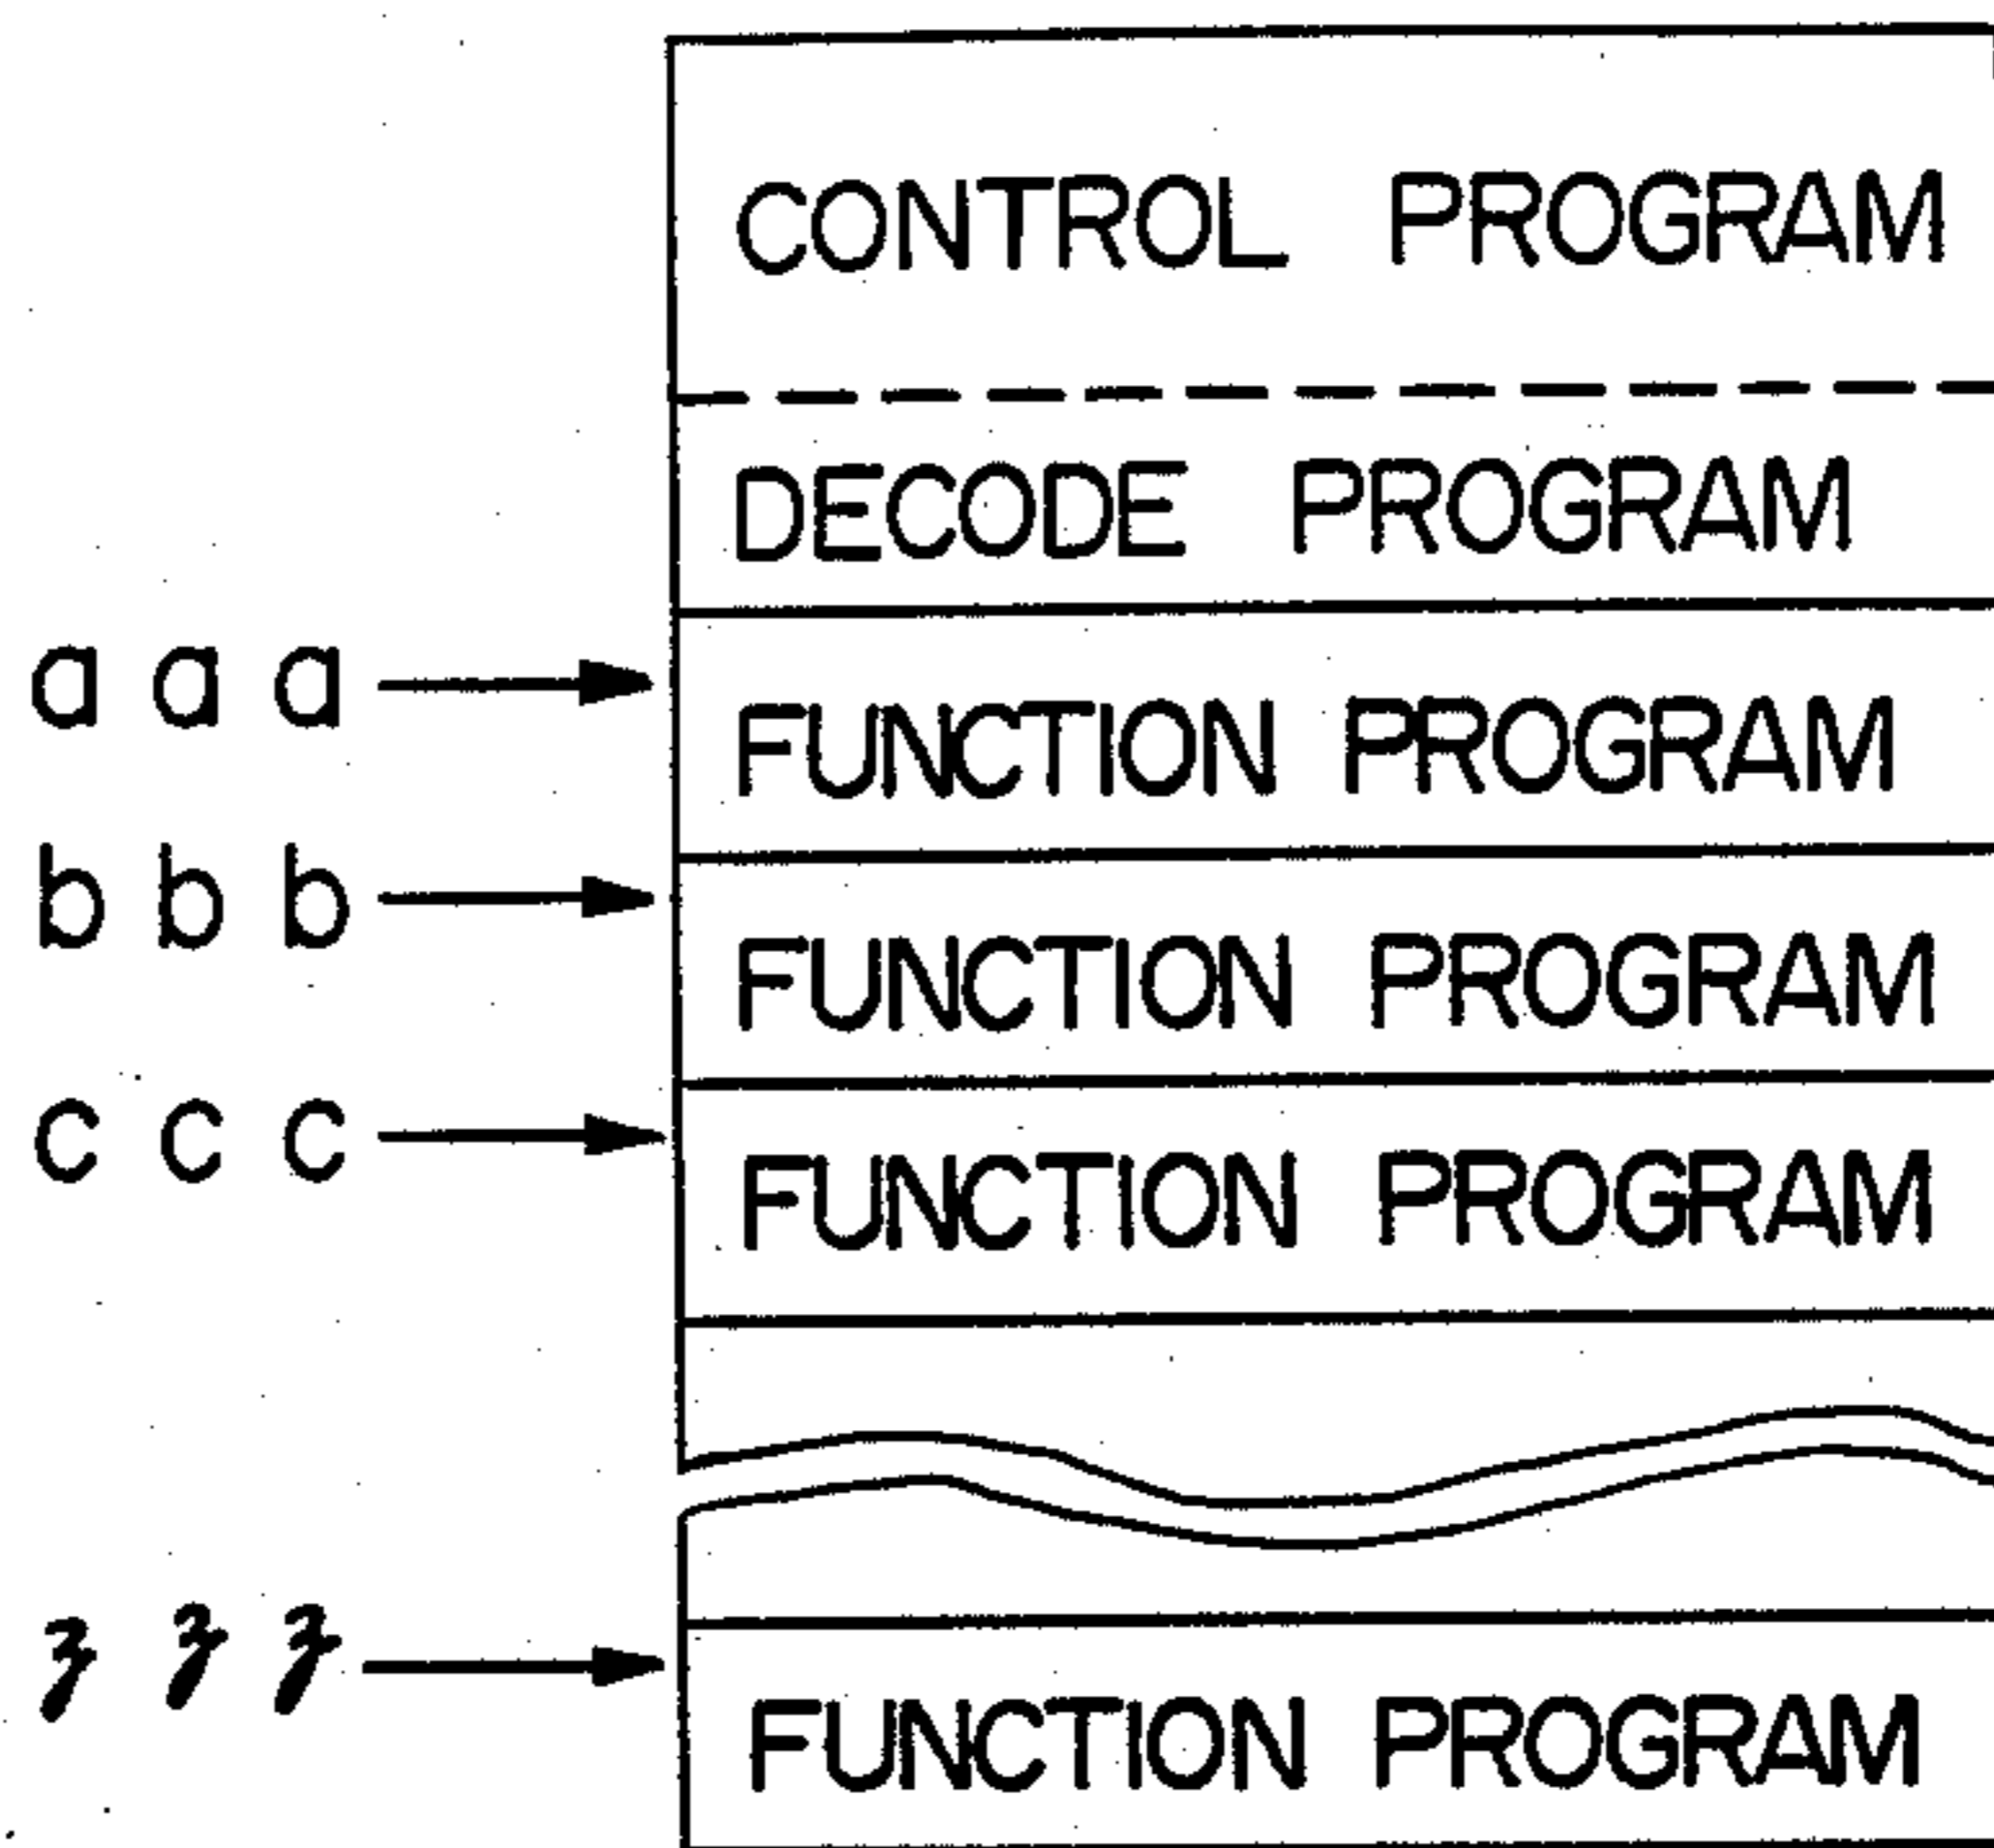 CONTROL PROGRAM
DECODE PROGRAM
a a a
FUNCTION PROGRAM
b b b
FUNCTION PROGRAM
c c c
FUNCTION PROGRAM
z z z
FUNCTION PROGRAM